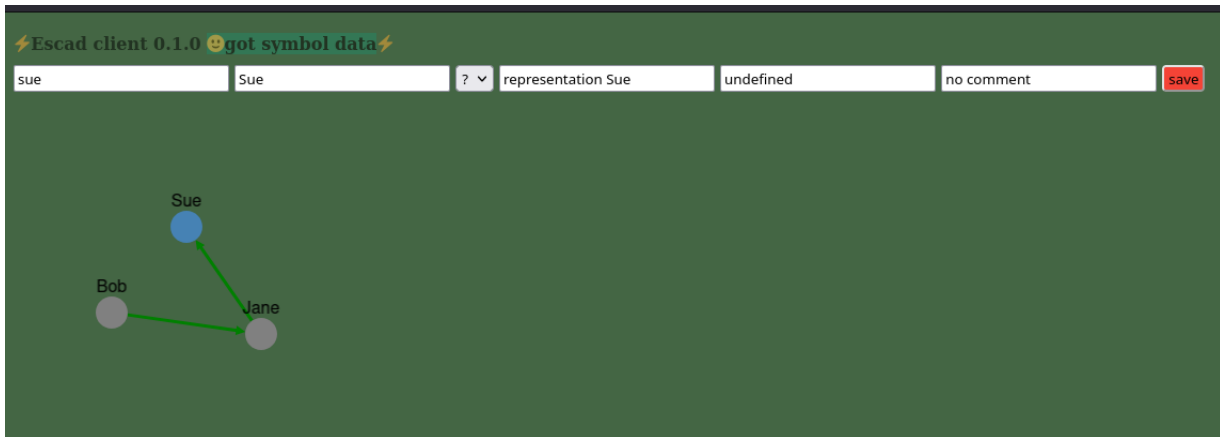 ⚡Escad client 0.1.0 🙂got symbol data⚡
sue Sue ? representation Sue undefined no comment save
Sue
Bob
Jane